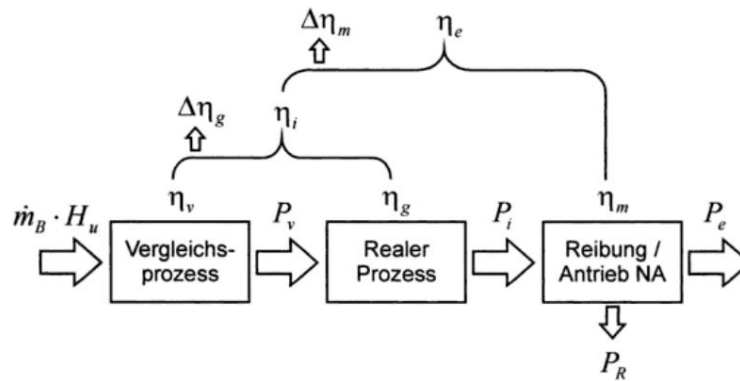 Δη_m
η_e
Δη_g
η_i
ṁ_B · H_u
η_v
P_v
η_g
P_i
η_m
P_e
Vergleichs-
prozess
Realer
Prozess
Reibung /
Antrieb NA
P_R